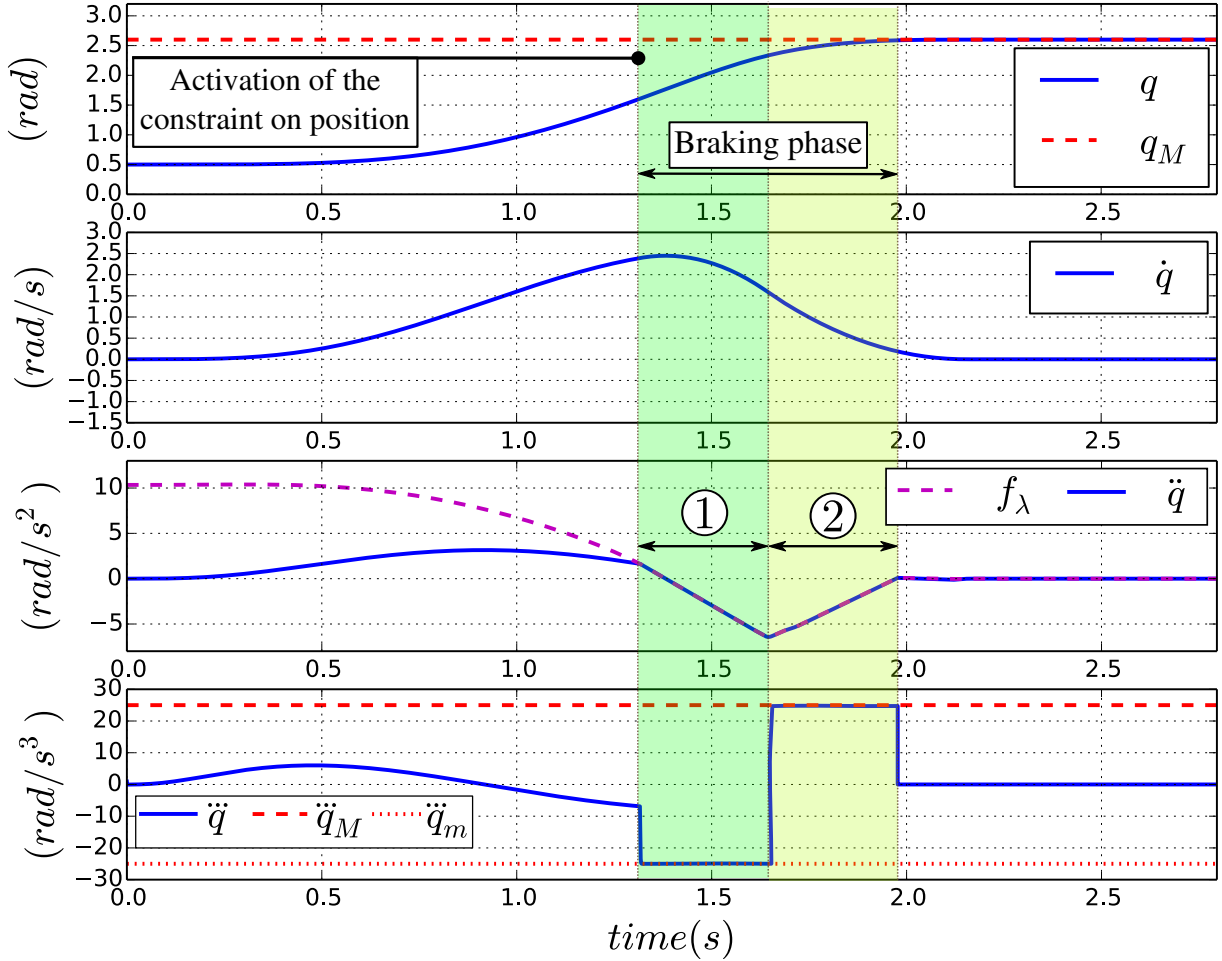 3.0
2.5
2.0
1.5
1.0
0.5
0.0
(rad)
Activation of the
constraint on position
Braking phase
q
q_M
0.0 0.5 1.0 1.5 2.0 2.5
2.5
2.0
1.5
1.0
0.5
0.0
−0.5
−1.0
−1.5
(rad/s)
q̇
0.0 0.5 1.0 1.5 2.0 2.5
10
5
0
−5
(rad/s²)
① ②
f_λ q̈
0.0 0.5 1.0 1.5 2.0 2.5
30
20
10
0
−10
−20
−30
(rad/s³)
q⃛ q⃛_M q⃛_m
0.0 0.5 1.0 1.5 2.0 2.5
time(s)